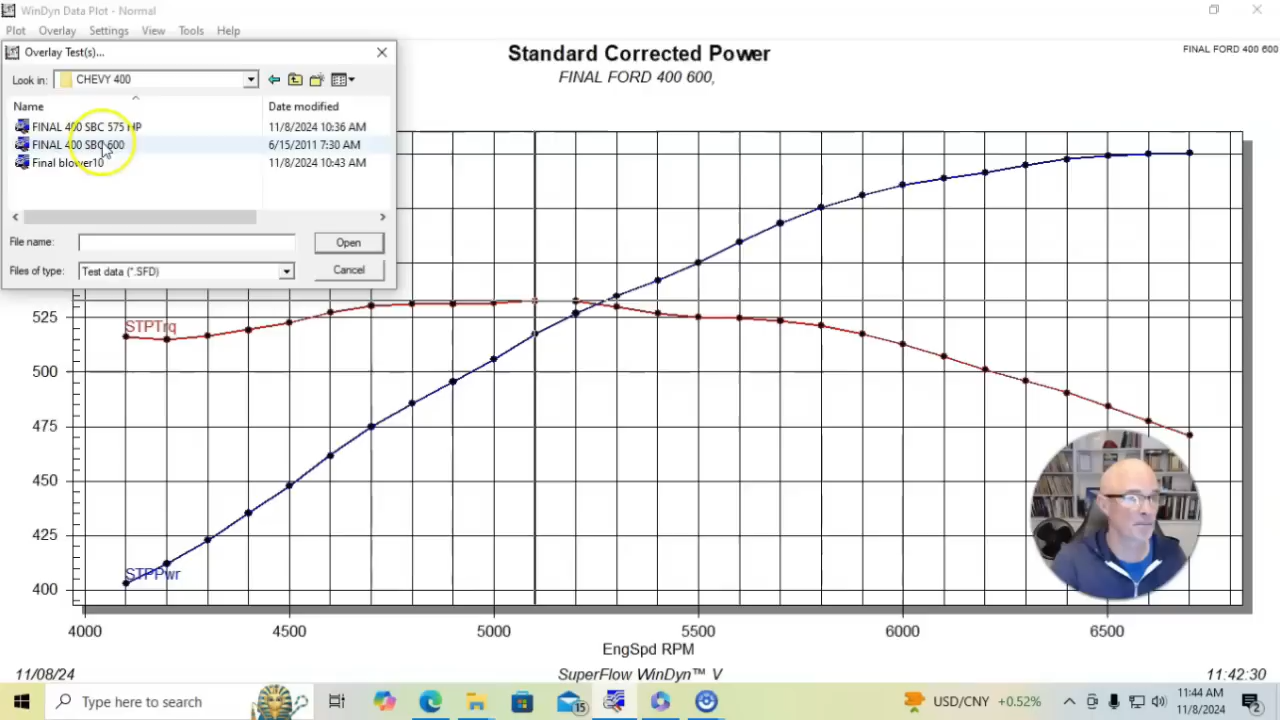 WinDyn Data Plot - Normal
Plot Overlay Settings View Tools Help
Overlay Test(s)...
Look in: CHEVY 400
Name Date modified
FINAL 400 SBC 575 HP 11/8/2024 10:36 AM
FINAL 400 SBC 600 6/15/2011 7:30 AM
Final blower10 11/8/2024 10:43 AM
File name: Open
Files of type: Test data (*.SFD) Cancel
Standard Corrected Power
FINAL FORD 400 600,
FINAL FORD 400 600
525
500
475
450
425
400
STPTrq
STPPwr
4000 4500 5000 5500 6000 6500
EngSpd RPM
11/08/24 SuperFlow WinDyn™ V 11:42:30
Type here to search
15
USD/CNY +0.52%
11:44 AM
11/8/2024
2